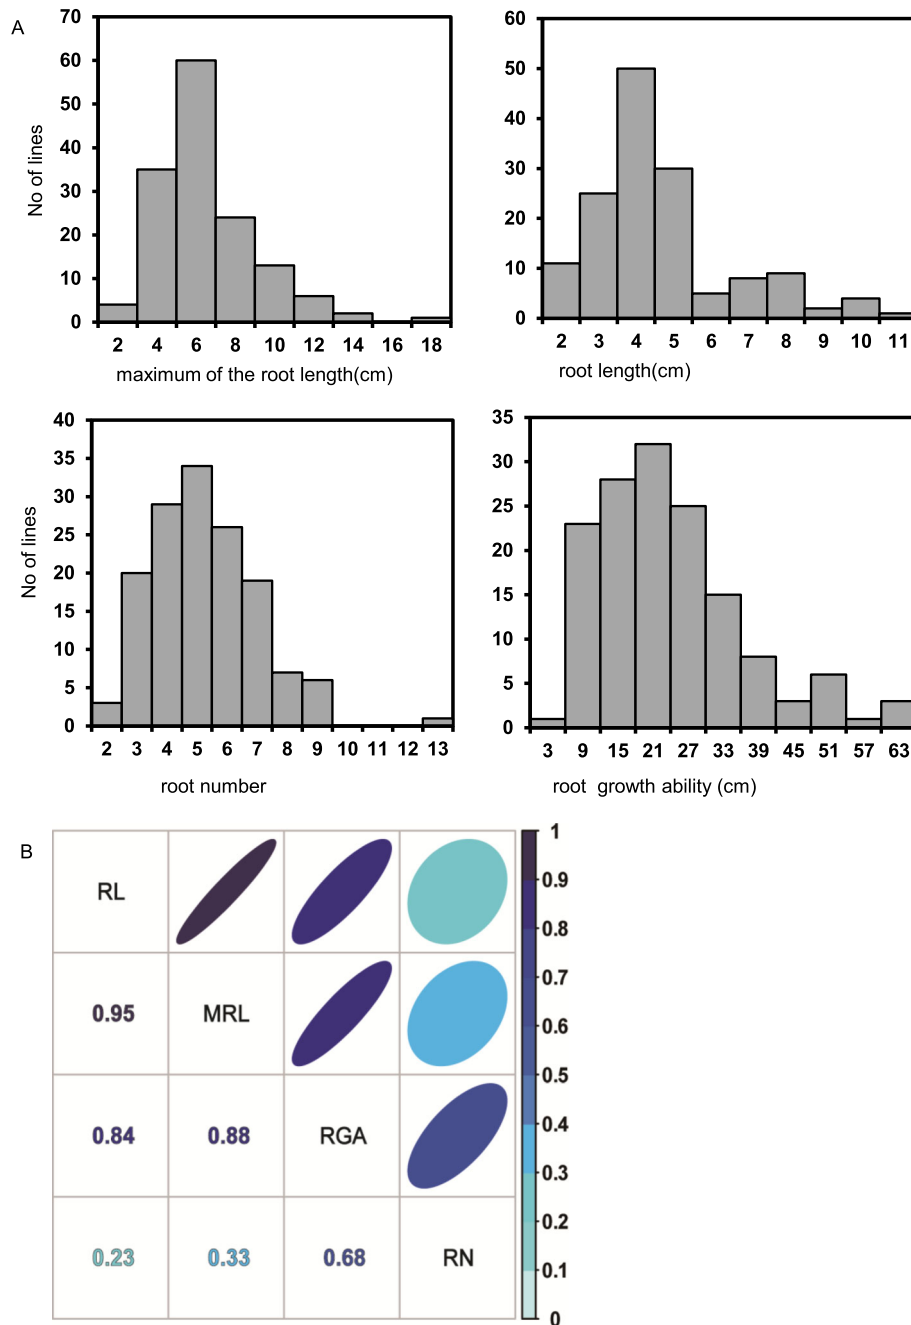 A
No of lines
70
60
50
40
30
20
10
0
2 4 6 8 10 12 14 16 18
maximum of the root length(cm)
60
50
40
30
20
10
0
2 3 4 5 6 7 8 9 10 11
root length(cm)
No of lines
40
35
30
25
20
15
10
5
0
2 3 4 5 6 7 8 9 10 11 12 13
root number
35
30
25
20
15
10
5
0
3 9 15 21 27 33 39 45 51 57 63
root growth ability (cm)
B
RL
0.95 MRL
0.84 0.88 RGA
0.23 0.33 0.68 RN
1
0.9
0.8
0.7
0.6
0.5
0.4
0.3
0.2
0.1
0